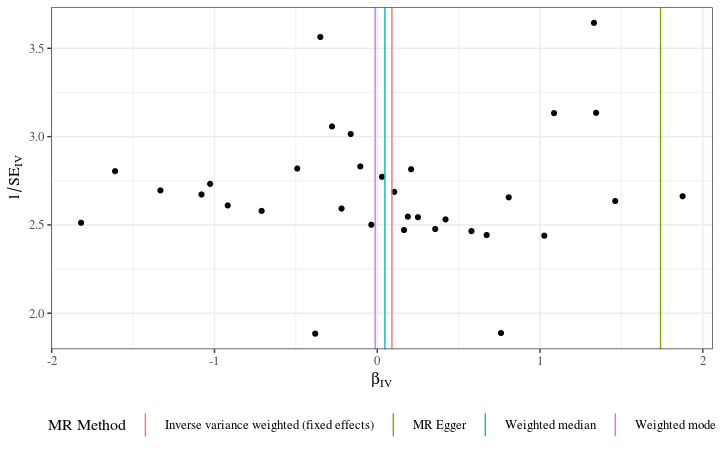 1/SE_IV
3.5
3.0
2.5
2.0
-2 -1 0 1 2
β_IV
MR Method Inverse variance weighted (fixed effects) MR Egger Weighted median Weighted mode